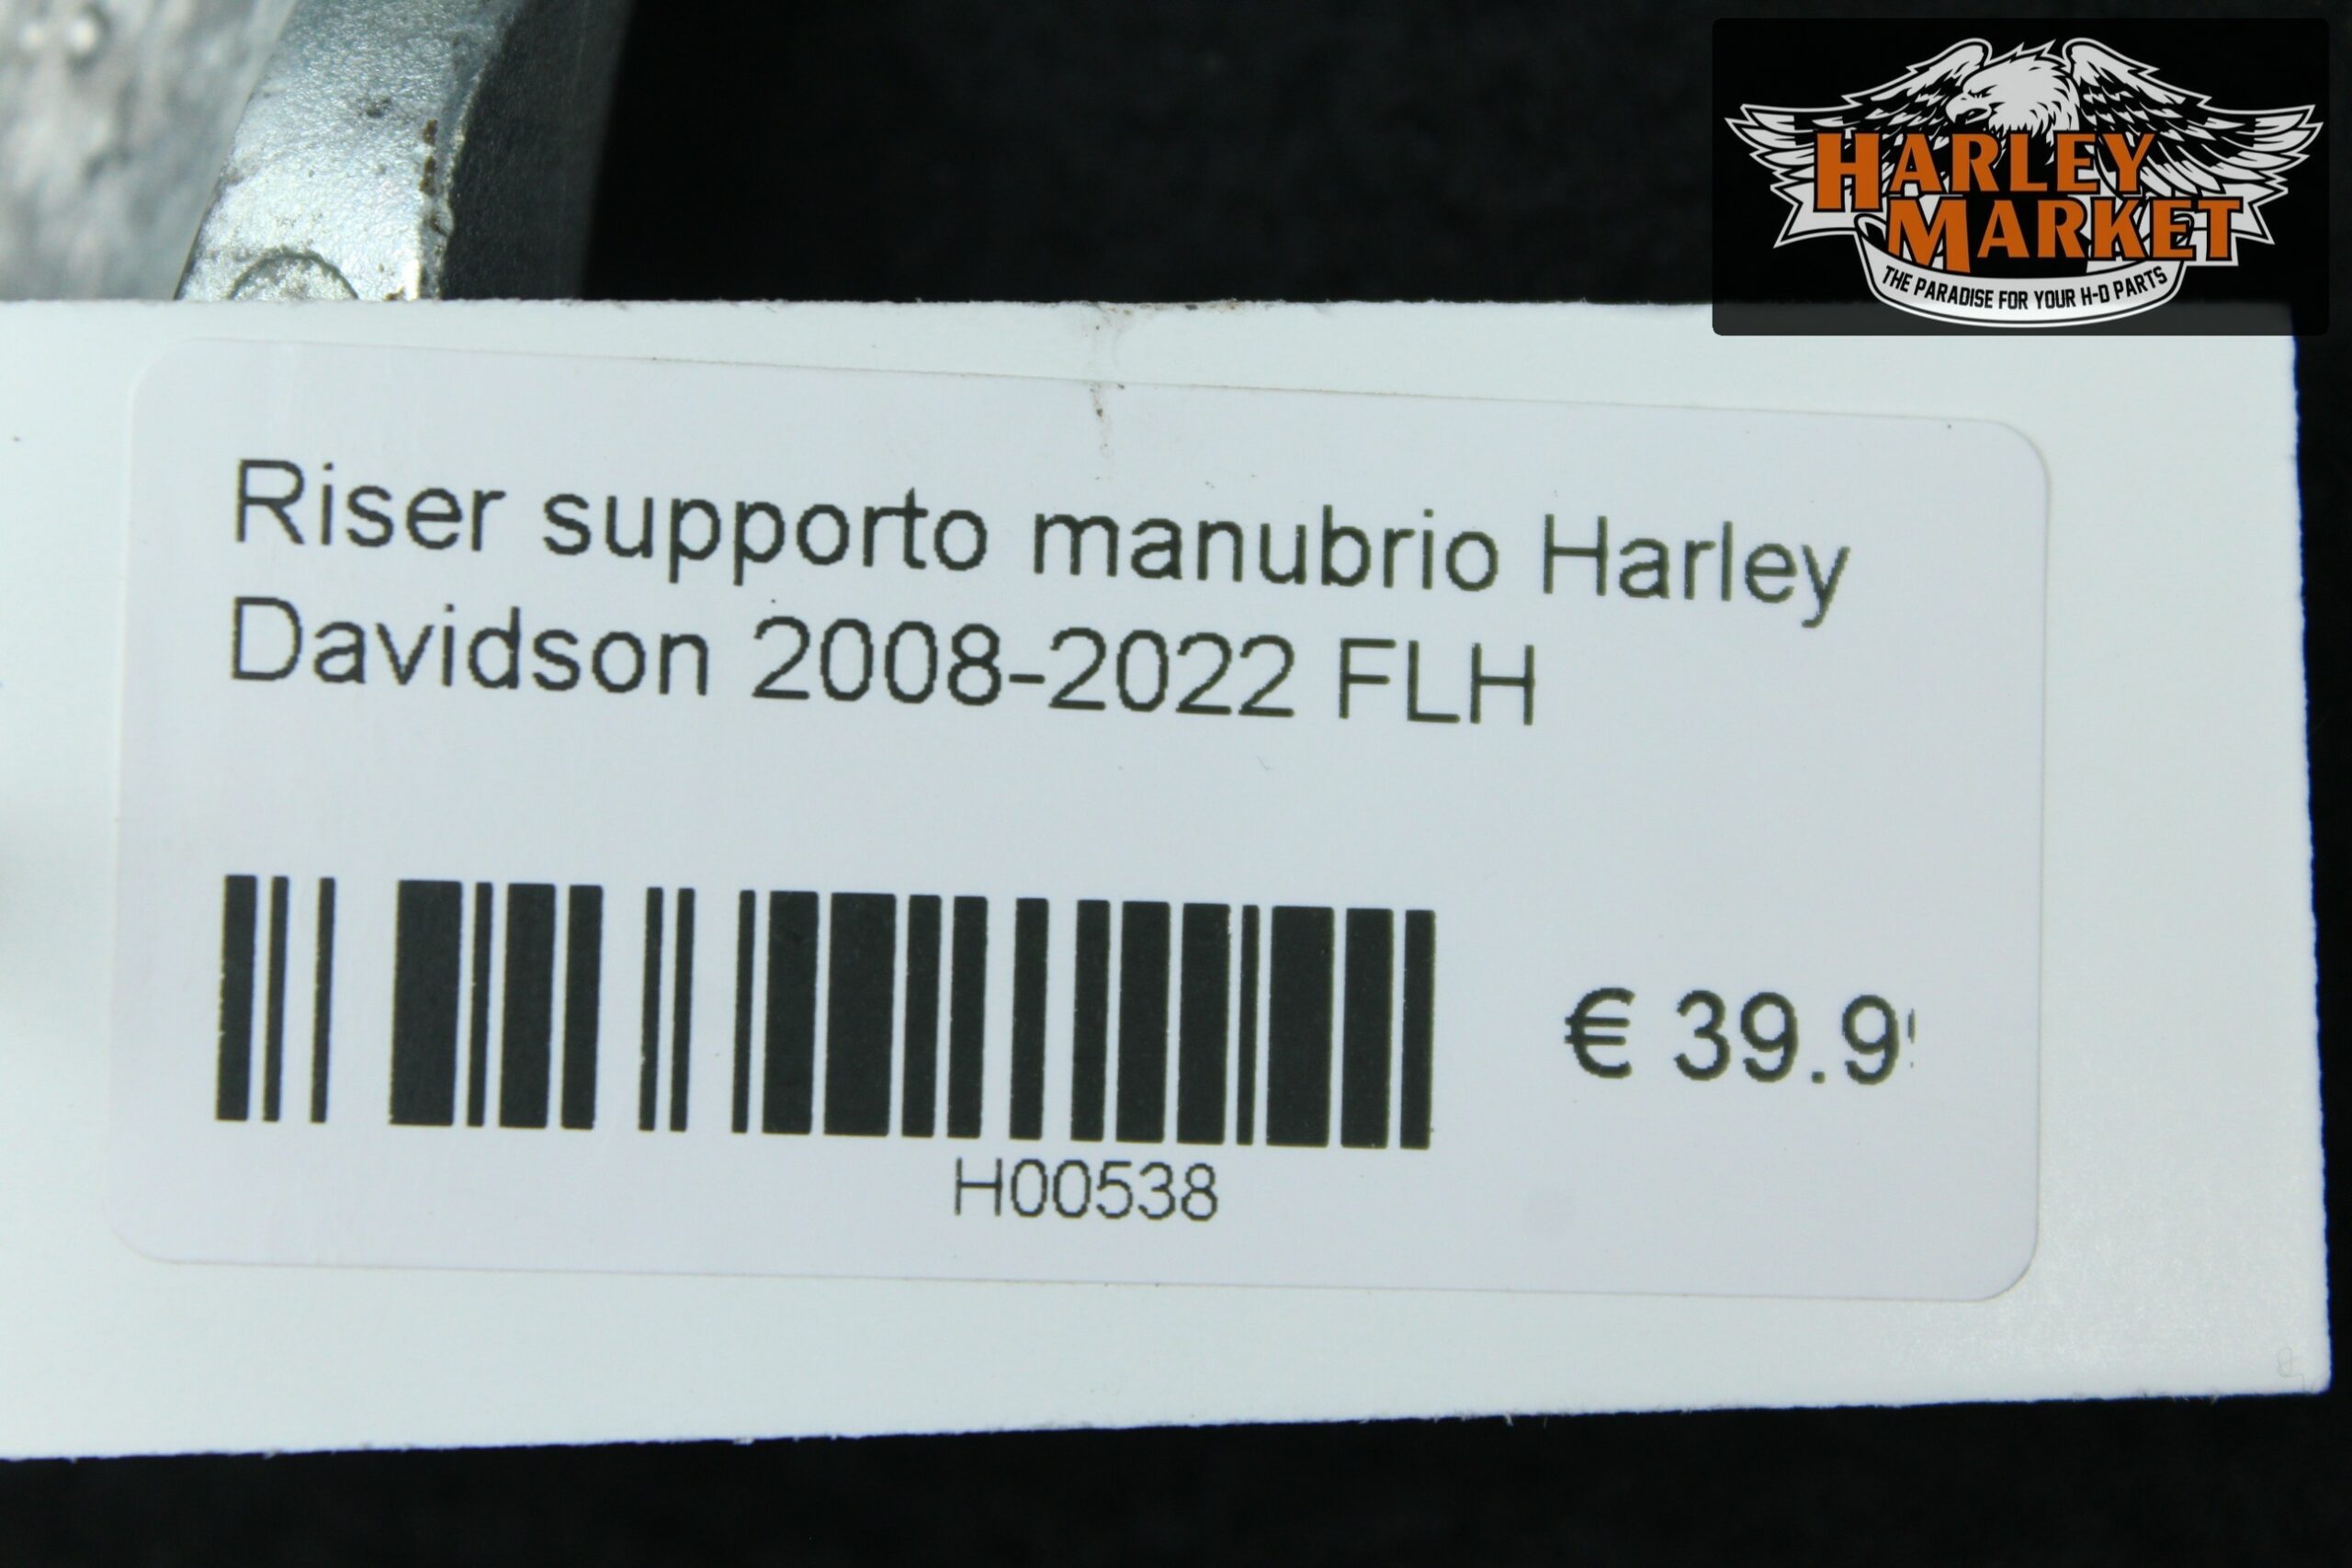 HARLEY
MARKET
THE PARADISE FOR YOUR H-D PARTS
Riser supporto manubrio Harley
Davidson 2008-2022 FLH
€ 39.9
H00538